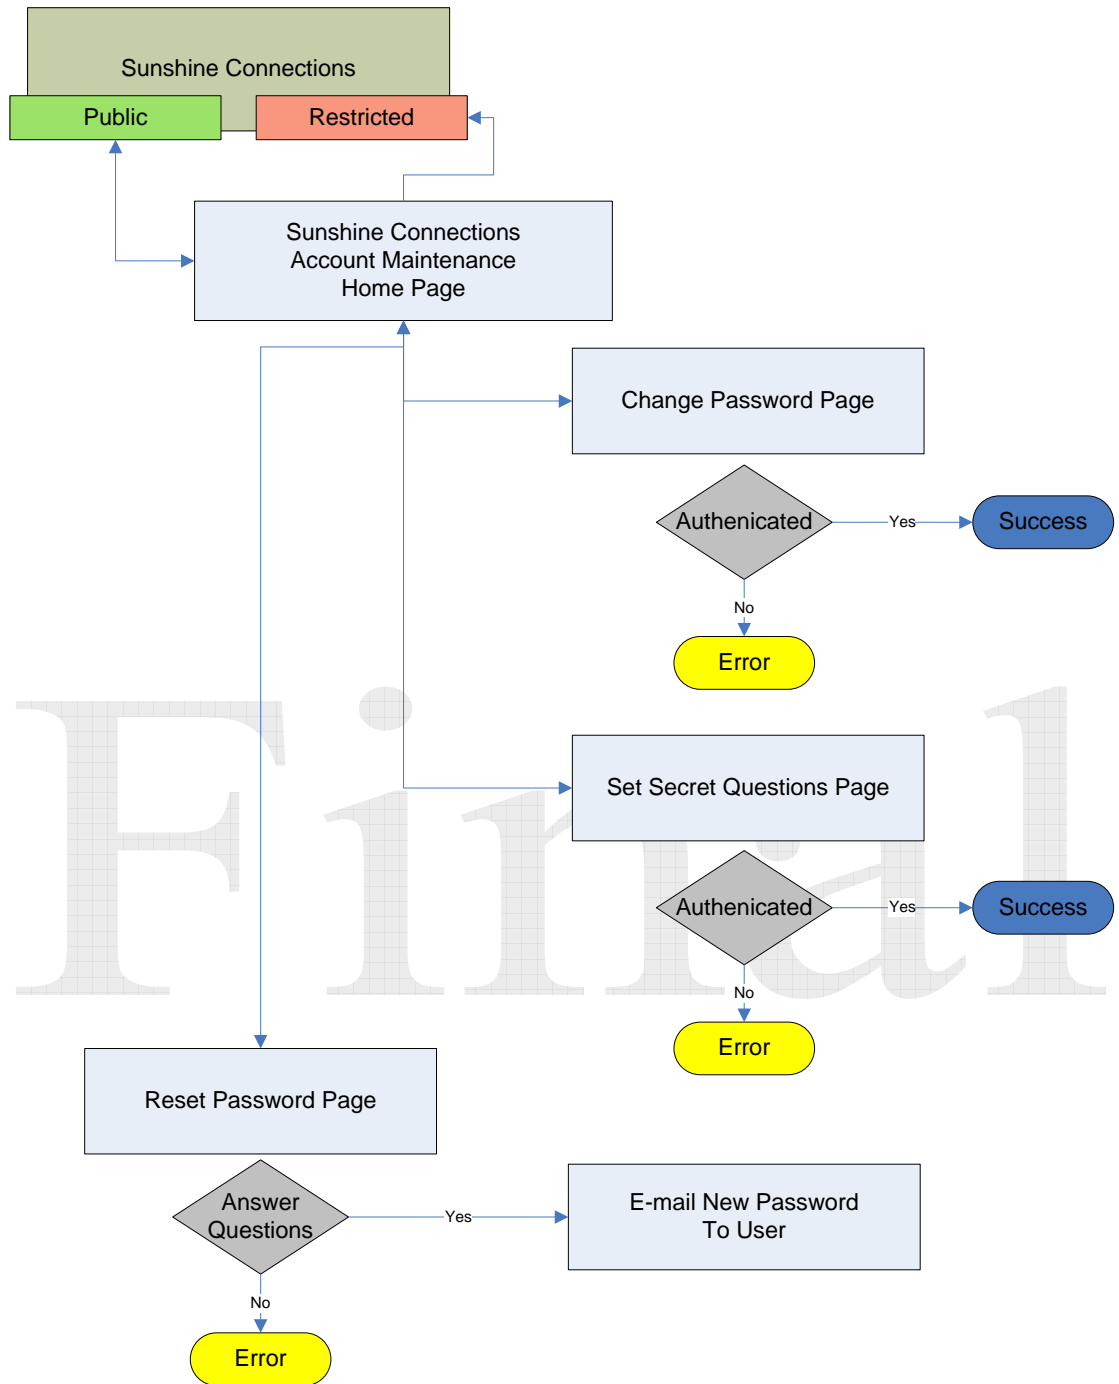 Sunshine Connections
Public
Restricted
Sunshine Connections
Account Maintenance
Home Page
Change Password Page
Authenicated
Yes
Success
No
Error
Final
Set Secret Questions Page
Authenicated
Yes
Success
No
Error
Reset Password Page
Answer
Questions
Yes
E-mail New Password
To User
No
Error